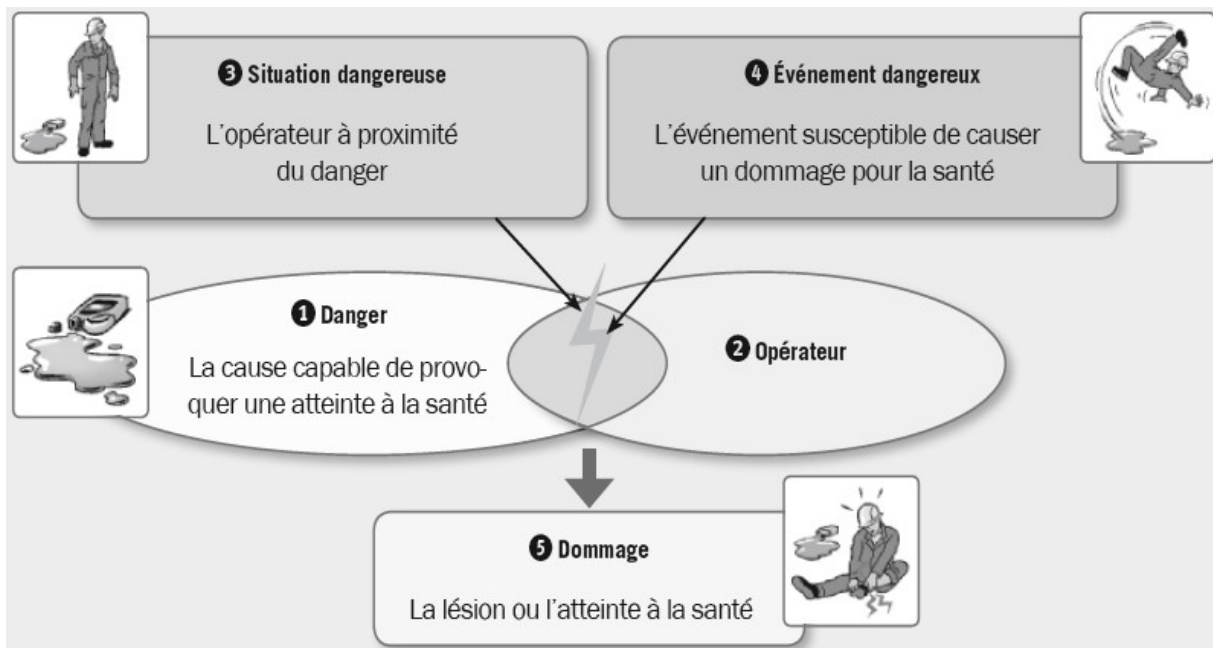 ❸ Situation dangereuse
L'opérateur à proximité
du danger
❹ Événement dangereux
L'événement susceptible de causer
un dommage pour la santé
❶ Danger
La cause capable de provo-
quer une atteinte à la santé
❷ Opérateur
❺ Dommage
La lésion ou l'atteinte à la santé